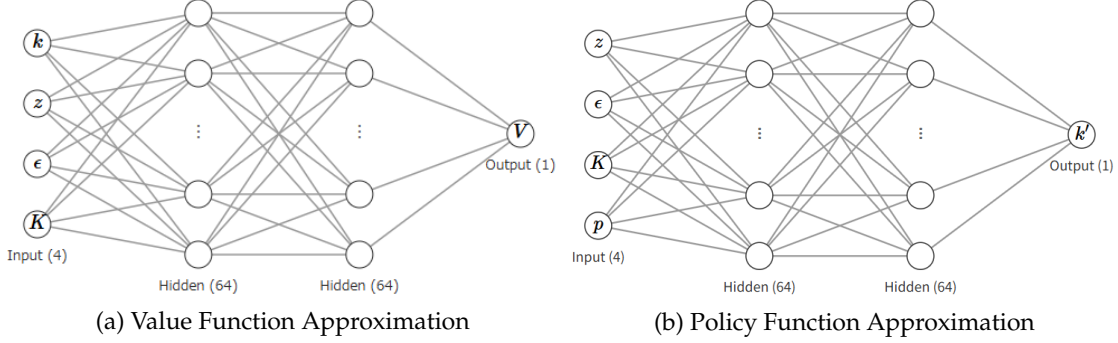 k
z
ϵ
K
Input (4)
⋮
Hidden (64)
⋮
Hidden (64)
V
Output (1)
(a) Value Function Approximation
z
ϵ
K
p
Input (4)
⋮
Hidden (64)
⋮
Hidden (64)
k′
Output (1)
(b) Policy Function Approximation